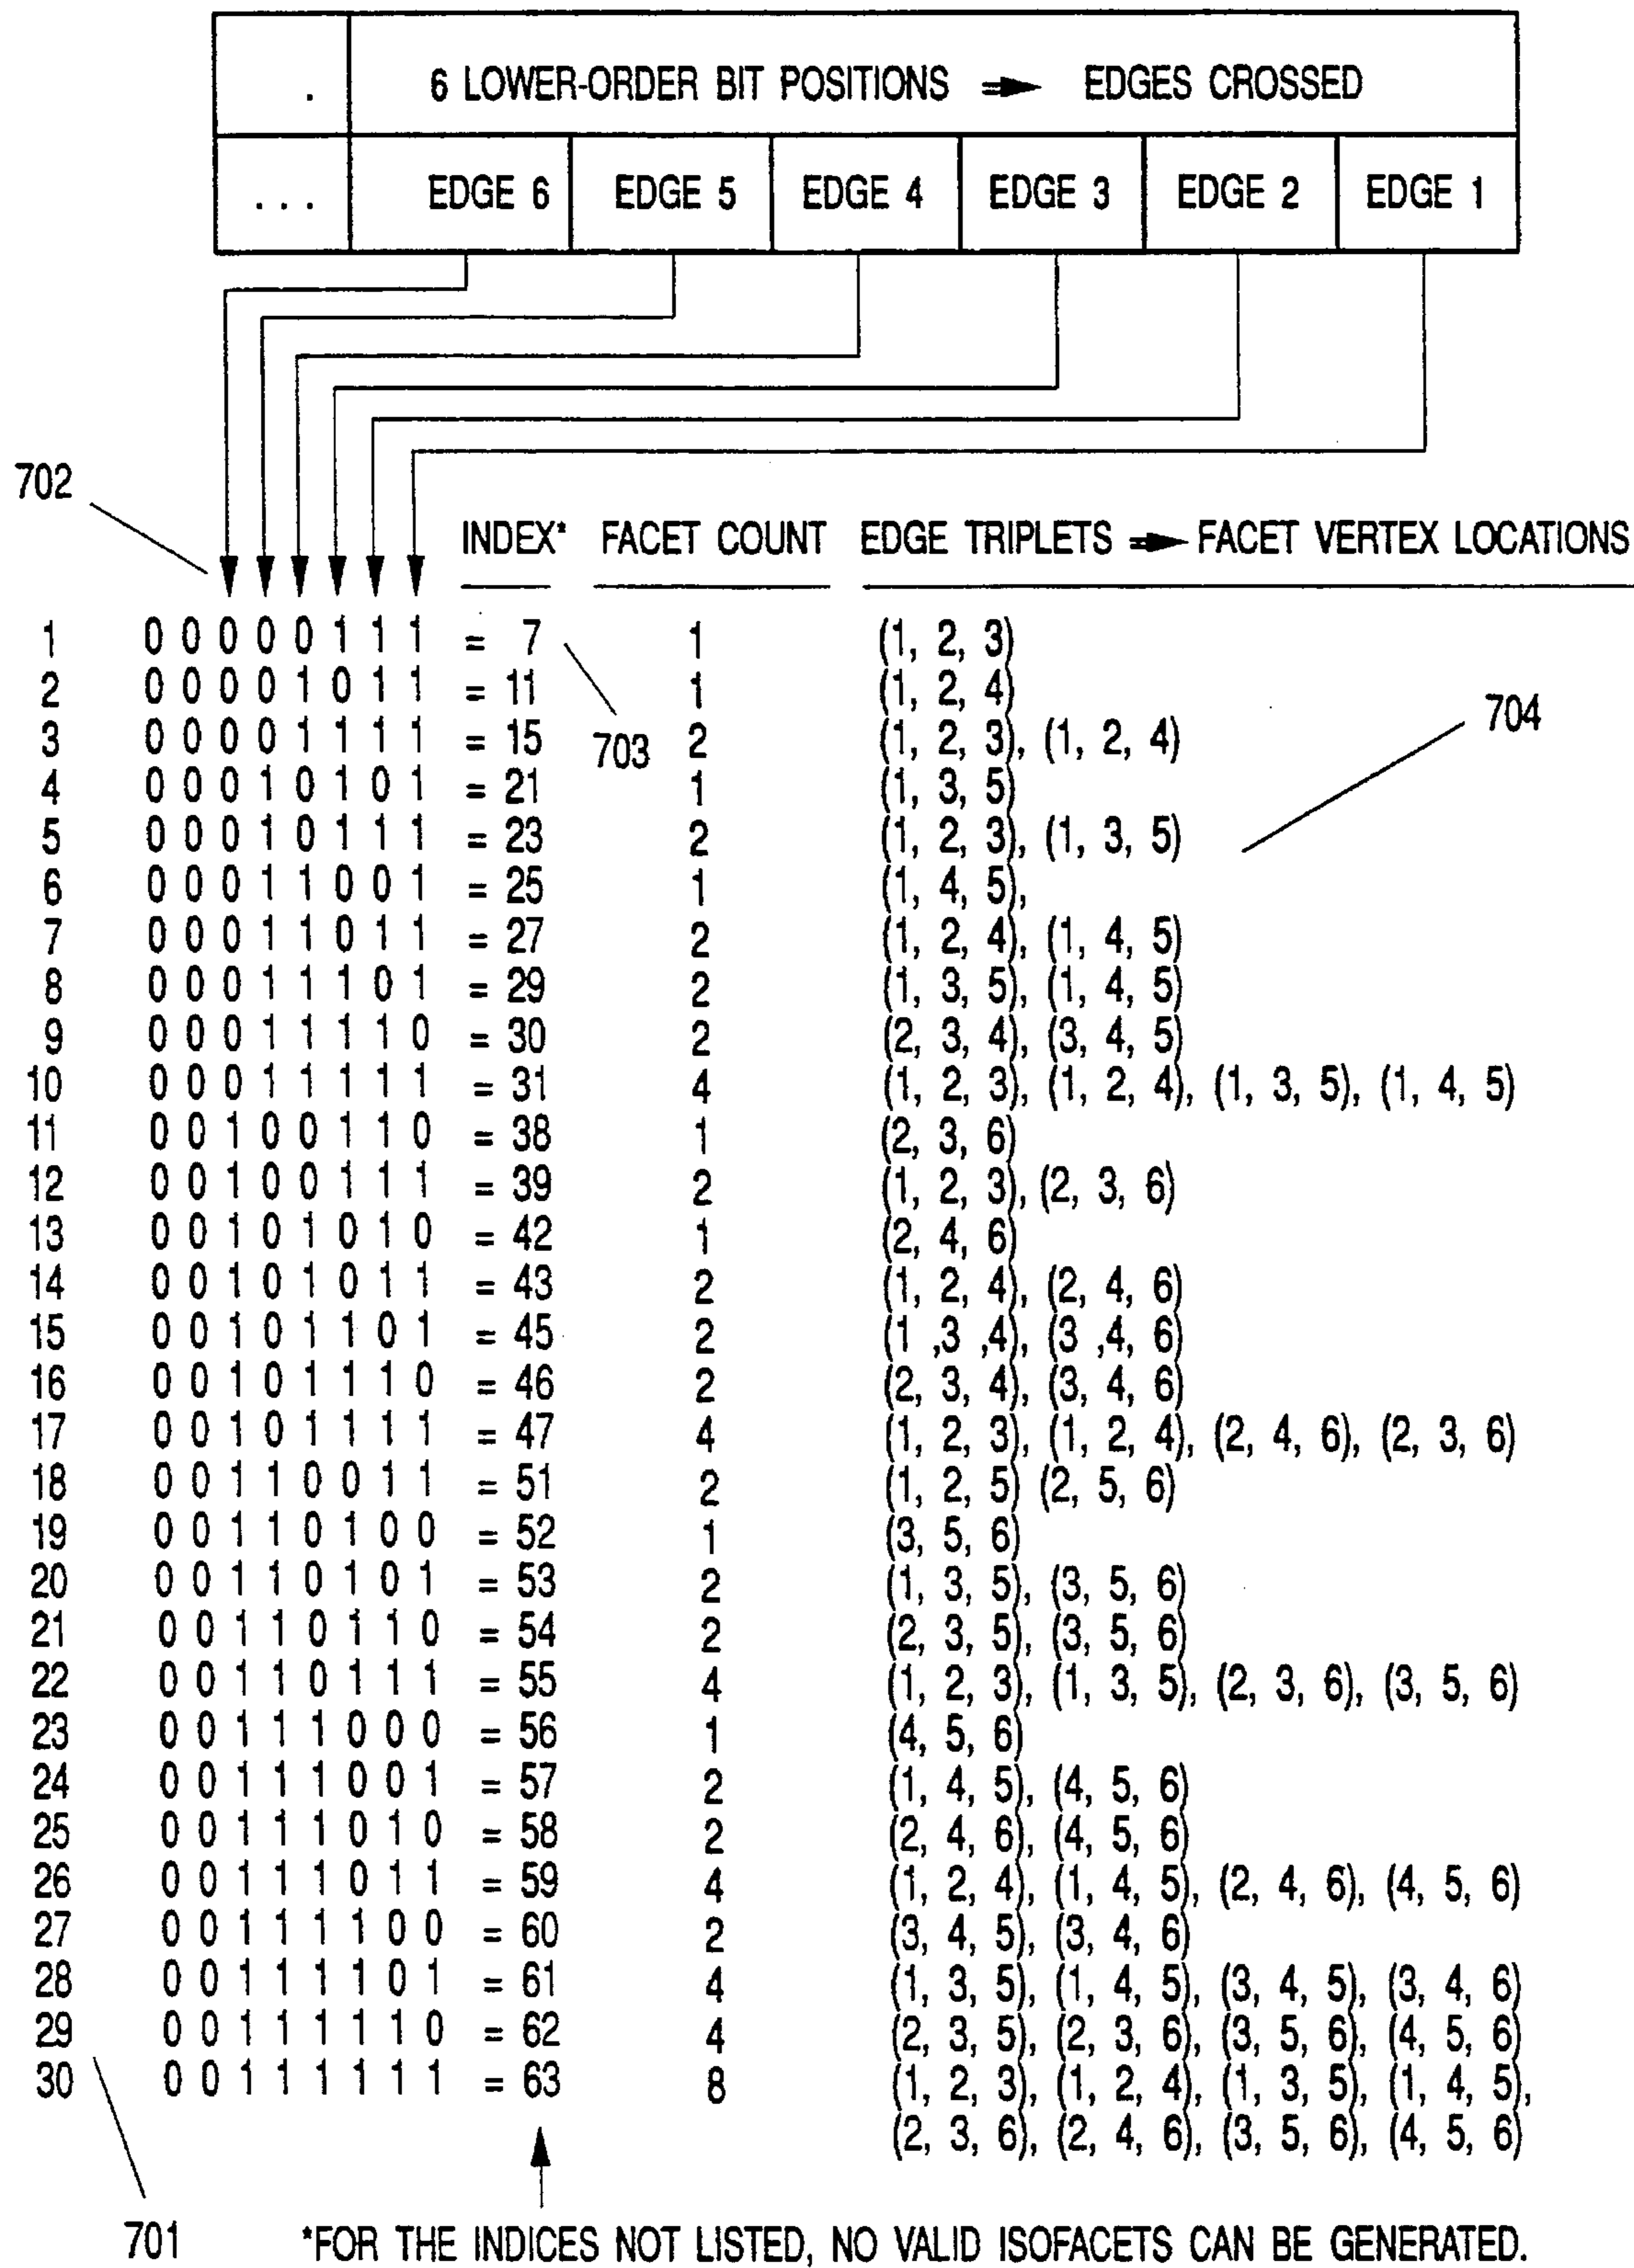 . 6 LOWER-ORDER BIT POSITIONS ⇒ EDGES CROSSED
... EDGE 6 EDGE 5 EDGE 4 EDGE 3 EDGE 2 EDGE 1
702
INDEX* FACET COUNT EDGE TRIPLETS ⇒ FACET VERTEX LOCATIONS
1 0 0 0 0 0 1 1 1 = 7 1 (1, 2, 3)
2 0 0 0 0 1 0 1 1 = 11 1 (1, 2, 4)
704
3 0 0 0 0 1 1 1 1 = 15 703 2 (1, 2, 3), (1, 2, 4)
4 0 0 0 1 0 1 0 1 = 21 1 (1, 3, 5)
5 0 0 0 1 0 1 1 1 = 23 2 (1, 2, 3), (1, 3, 5)
6 0 0 0 1 1 0 0 1 = 25 1 (1, 4, 5),
7 0 0 0 1 1 0 1 1 = 27 2 (1, 2, 4), (1, 4, 5)
8 0 0 0 1 1 1 0 1 = 29 2 (1, 3, 5), (1, 4, 5)
9 0 0 0 1 1 1 1 0 = 30 2 (2, 3, 4), (3, 4, 5)
10 0 0 0 1 1 1 1 1 = 31 4 (1, 2, 3), (1, 2, 4), (1, 3, 5), (1, 4, 5)
11 0 0 1 0 0 1 1 0 = 38 1 (2, 3, 6)
12 0 0 1 0 0 1 1 1 = 39 2 (1, 2, 3), (2, 3, 6)
13 0 0 1 0 1 0 1 0 = 42 1 (2, 4, 6)
14 0 0 1 0 1 0 1 1 = 43 2 (1, 2, 4), (2, 4, 6)
15 0 0 1 0 1 1 0 1 = 45 2 (1 ,3 ,4), (3 ,4, 6)
16 0 0 1 0 1 1 1 0 = 46 2 (2, 3, 4), (3, 4, 6)
17 0 0 1 0 1 1 1 1 = 47 4 (1, 2, 3), (1, 2, 4), (2, 4, 6), (2, 3, 6)
18 0 0 1 1 0 0 1 1 = 51 2 (1, 2, 5) (2, 5, 6)
19 0 0 1 1 0 1 0 0 = 52 1 (3, 5, 6)
20 0 0 1 1 0 1 0 1 = 53 2 (1, 3, 5), (3, 5, 6)
21 0 0 1 1 0 1 1 0 = 54 2 (2, 3, 5), (3, 5, 6)
22 0 0 1 1 0 1 1 1 = 55 4 (1, 2, 3), (1, 3, 5), (2, 3, 6), (3, 5, 6)
23 0 0 1 1 1 0 0 0 = 56 1 (4, 5, 6)
24 0 0 1 1 1 0 0 1 = 57 2 (1, 4, 5), (4, 5, 6)
25 0 0 1 1 1 0 1 0 = 58 2 (2, 4, 6), (4, 5, 6)
26 0 0 1 1 1 0 1 1 = 59 4 (1, 2, 4), (1, 4, 5), (2, 4, 6), (4, 5, 6)
27 0 0 1 1 1 1 0 0 = 60 2 (3, 4, 5), (3, 4, 6)
28 0 0 1 1 1 1 0 1 = 61 4 (1, 3, 5), (1, 4, 5), (3, 4, 5), (3, 4, 6)
29 0 0 1 1 1 1 1 0 = 62 4 (2, 3, 5), (2, 3, 6), (3, 5, 6), (4, 5, 6)
30 0 0 1 1 1 1 1 1 = 63 8 (1, 2, 3), (1, 2, 4), (1, 3, 5), (1, 4, 5),
(2, 3, 6), (2, 4, 6), (3, 5, 6), (4, 5, 6)
701 *FOR THE INDICES NOT LISTED, NO VALID ISOFACETS CAN BE GENERATED.